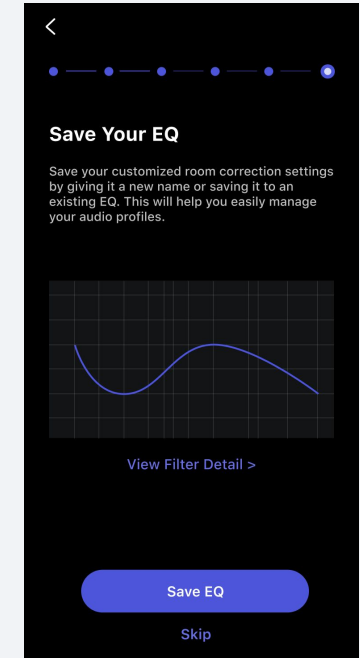 Save Your EQ
Save your customized room correction settings
by giving it a new name or saving it to an
existing EQ. This will help you easily manage
your audio profiles.
View Filter Detail >
Save EQ
Skip